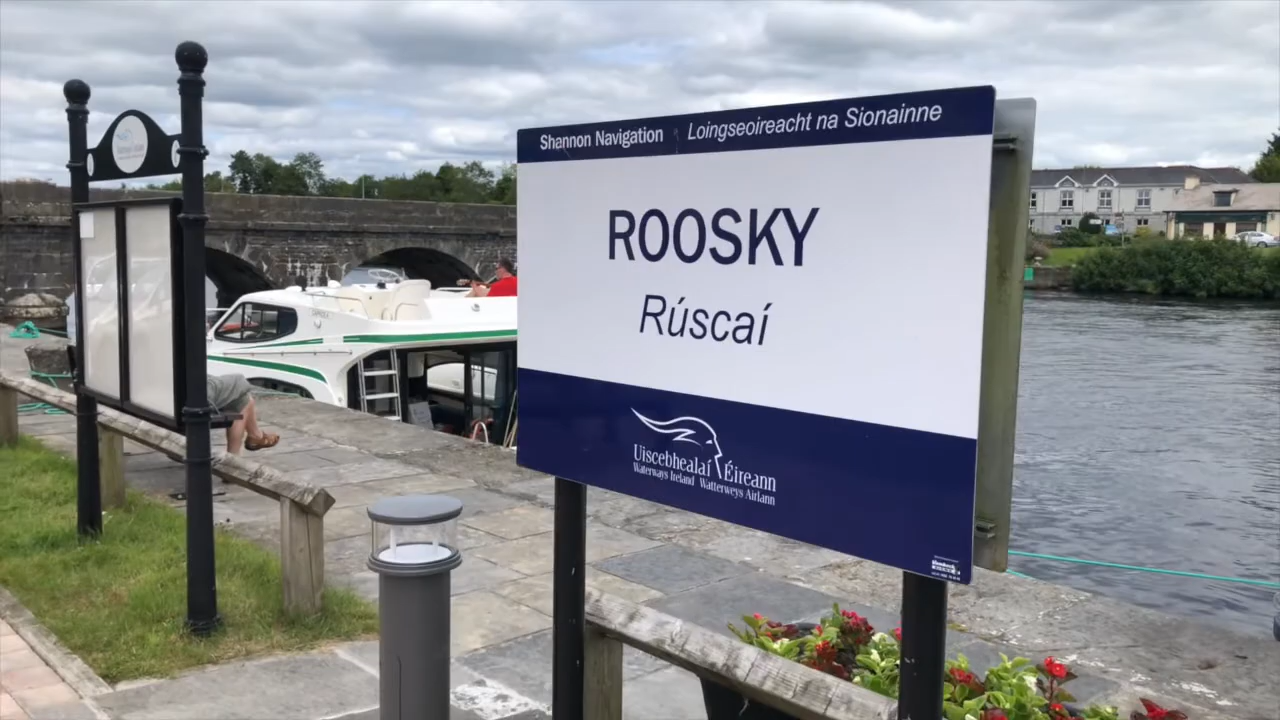 Shannon Navigation Loingseoireacht na Sionainne
ROOSKY
Rúscaí
Uiscebhealaí Éireann
Waterways Ireland Watterweys Airlann